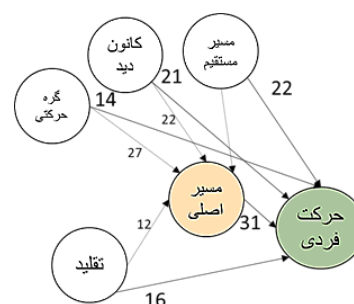 کانون
دید
مسیر
مستقیم
گره
حرکتی
21
22
14
22
27
مسیر
اصلی
حرکت
فردی
31
12
تقلید
16